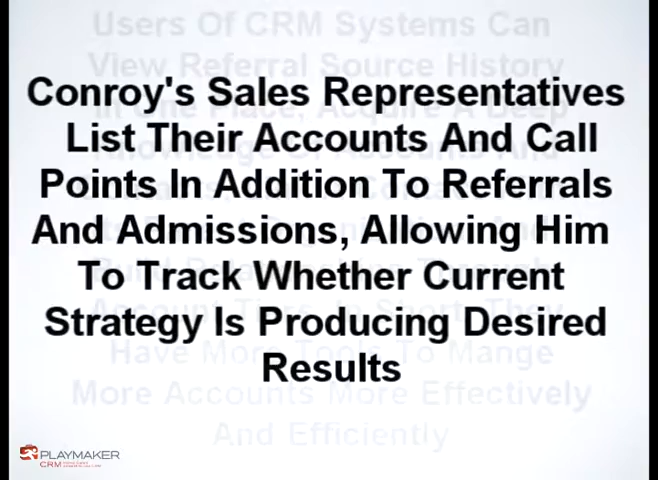 Users Of CRM Systems Can
View Referral Source History
Conroy's Sales Representatives
List Their Accounts And Call
Points In Addition To Referrals
And Admissions, Allowing Him
To Track Whether Current
Strategy Is Producing Desired
Results
Have More Tools To Mange
More Accounts More Effectively
And Efficiently
PLAYMAKER
CRM